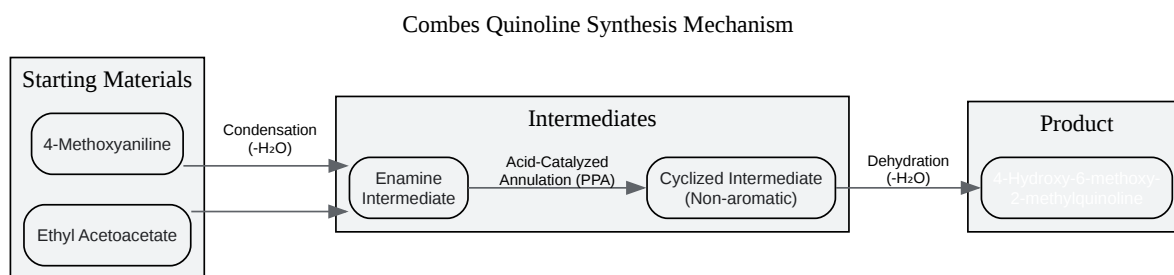 Combes Quinoline Synthesis Mechanism
Starting Materials
4-Methoxyaniline
Ethyl Acetoacetate
Condensation
(-H₂O)
Intermediates
Enamine
Intermediate
Acid-Catalyzed
Annulation (PPA)
Cyclized Intermediate
(Non-aromatic)
Dehydration
(-H₂O)
Product
4-Hydroxy-6-methoxy-
2-methylquinoline